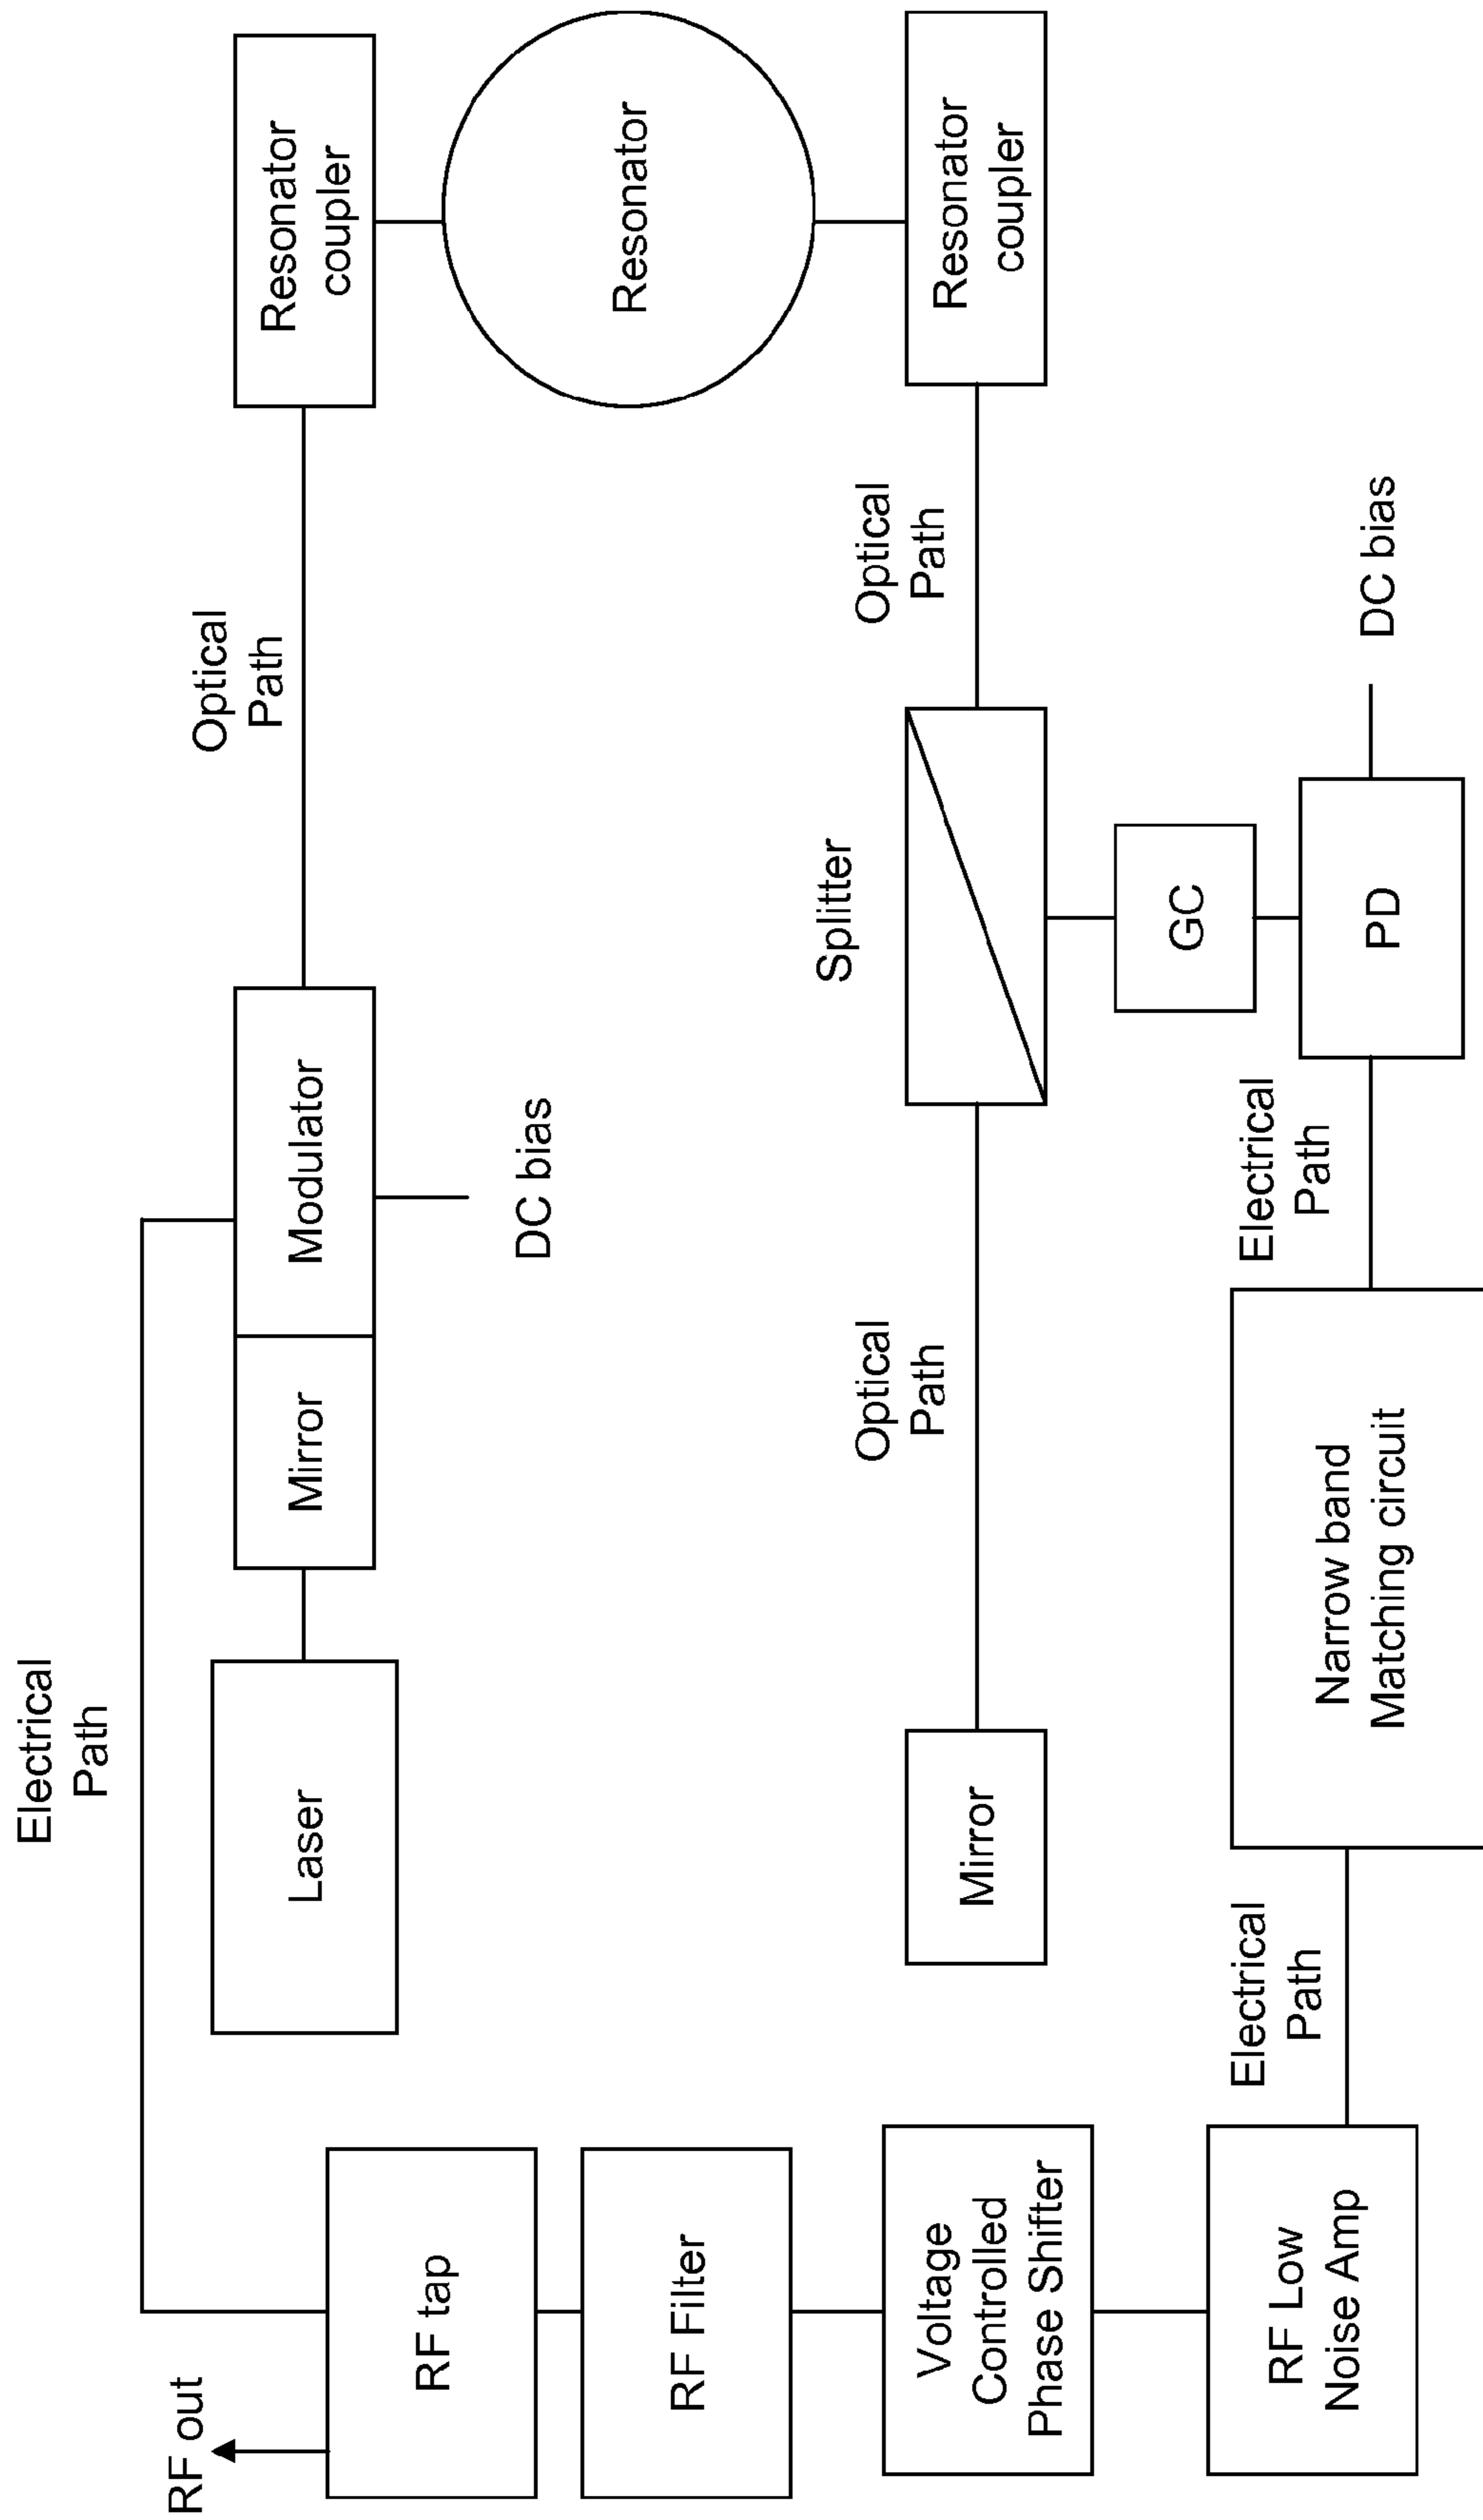 RF out
Electrical
Path
RF tap
Laser
Mirror
Modulator
Optical
Path
Resonator
coupler
DC bias
RF Filter
Resonator
Voltage
Controlled
Phase Shifter
Mirror
Optical
Path
Splitter
Optical
Path
Resonator
coupler
GC
RF Low
Noise Amp
Electrical
Path
Narrow band
Matching circuit
Electrical
Path
PD
DC bias